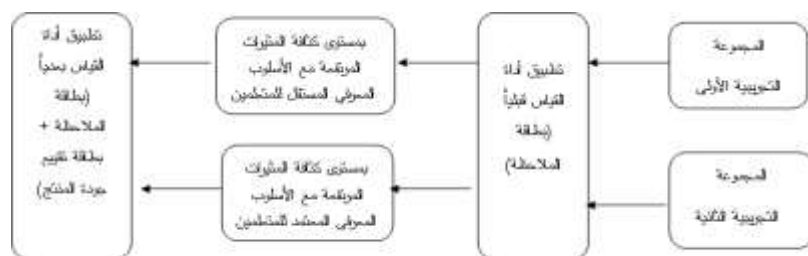 المجموعة
التجريبية الأولى
المجموعة
التجريبية الثانية
تطبيق أداة
القياس قبلياً
(بطاقة
الملاحظة)
بمستوى كثافة المثيرات
المرتفعة مع الأسلوب
المعرفي المستقل للمتعلمين
بمستوى كثافة المثيرات
المرتفعة مع الأسلوب
المعرفي المعتمد للمتعلمين
تطبيق أداة
القياس بعدياً
(بطاقة
الملاحظة +
بطاقة تقييم
جودة المنتج)